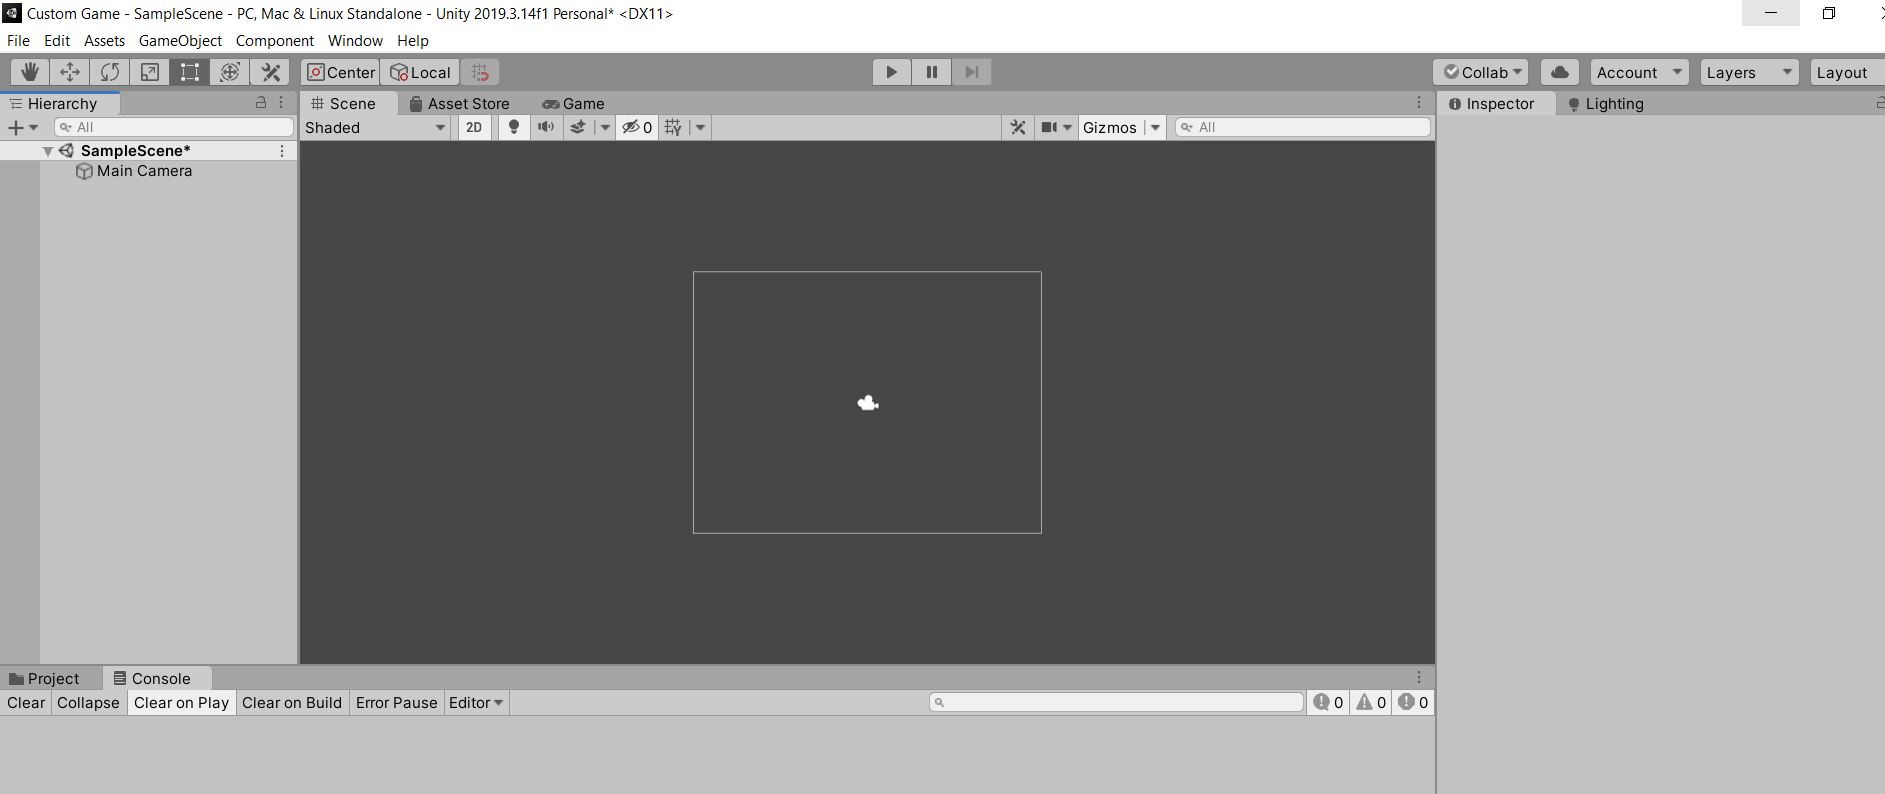 Custom Game - SampleScene - PC, Mac & Linux Standalone - Unity 2019.3.14f1 Personal* <DX11>
File Edit Assets GameObject Component Window Help
Center Local Collab Account Layers Layout
Hierarchy Scene Asset Store Game Inspector Lighting
All Shaded 2D 0 Gizmos All
SampleScene*
Main Camera
Project Console
Clear Collapse Clear on Play Clear on Build Error Pause Editor 0 0 0